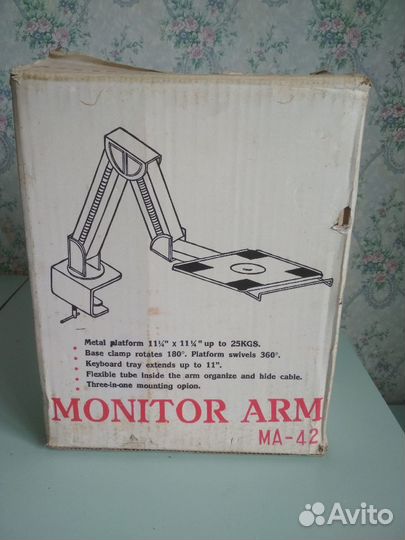 Metal platform 11¼" x 11¼" up to 25KGS.
Base clamp rotates 180°. Platform swivels 360°.
Keyboard tray extends up to 11".
Flexible tube inside the arm organize and hide cable.
Three-in-one mounting opion.
MONITOR ARM
MA-42
Avito